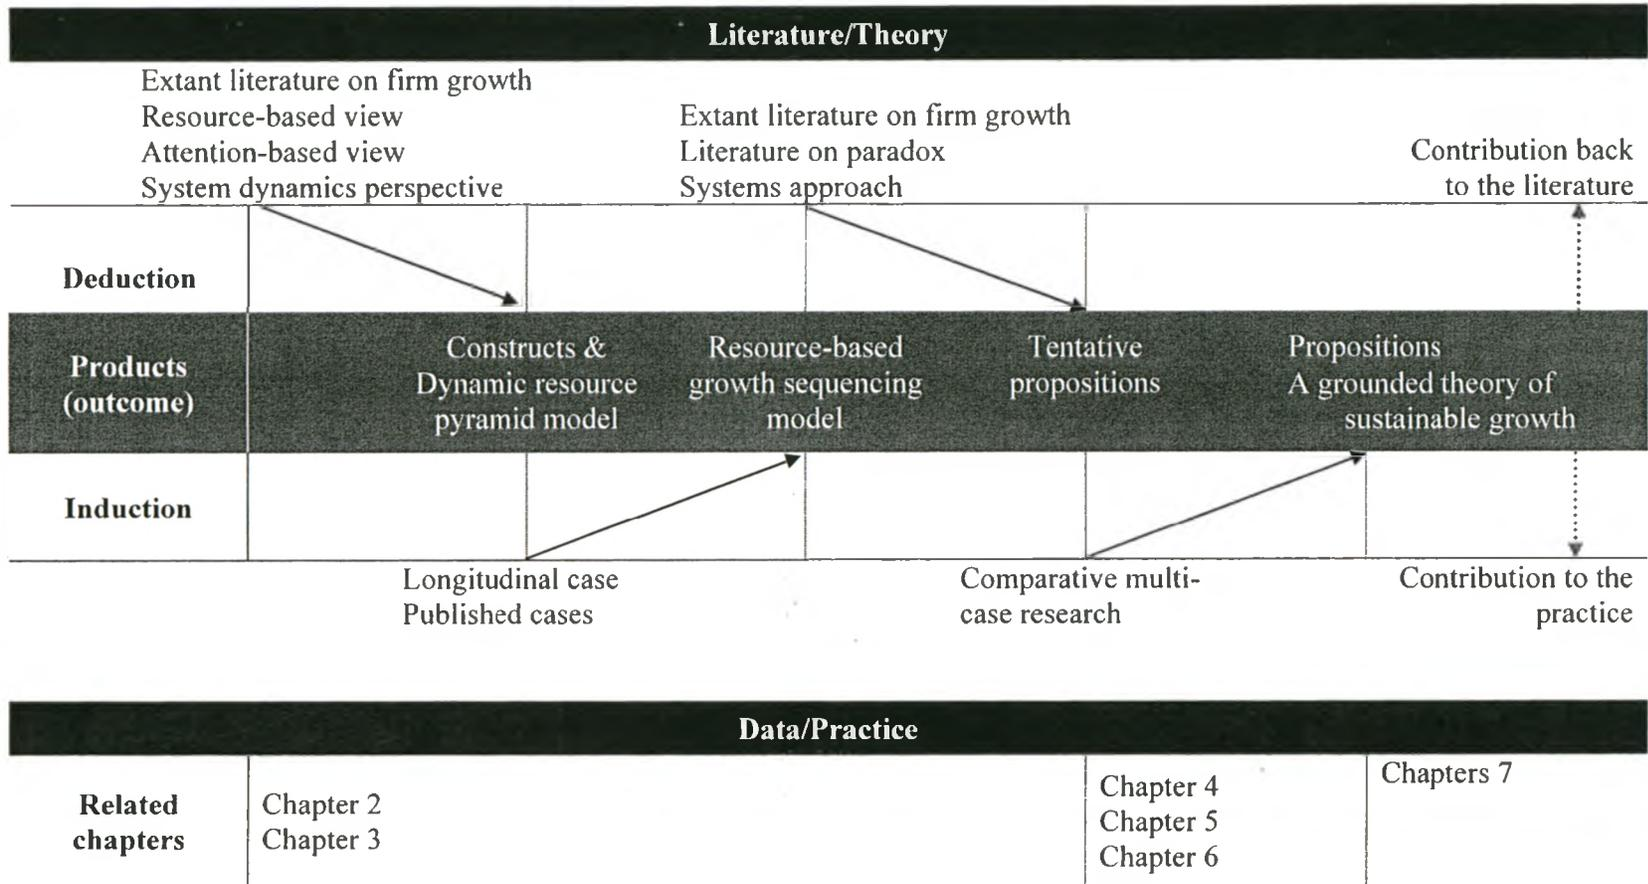 Literature/Theory
Extant literature on firm growth
Resource-based view
Attention-based view
System dynamics perspective
Extant literature on firm growth
Literature on paradox
Systems approach
Contribution back
to the literature
Deduction
Products
(outcome)
Constructs &
Dynamic resource
pyramid model
Resource-based
growth sequencing
model
Tentative
propositions
Propositions
A grounded theory of
sustainable growth
Induction
Longitudinal case
Published cases
Comparative multi-
case research
Contribution to the
practice
Data/Practice
Related
chapters
Chapter 2
Chapter 3
Chapter 4
Chapter 5
Chapter 6
Chapters 7